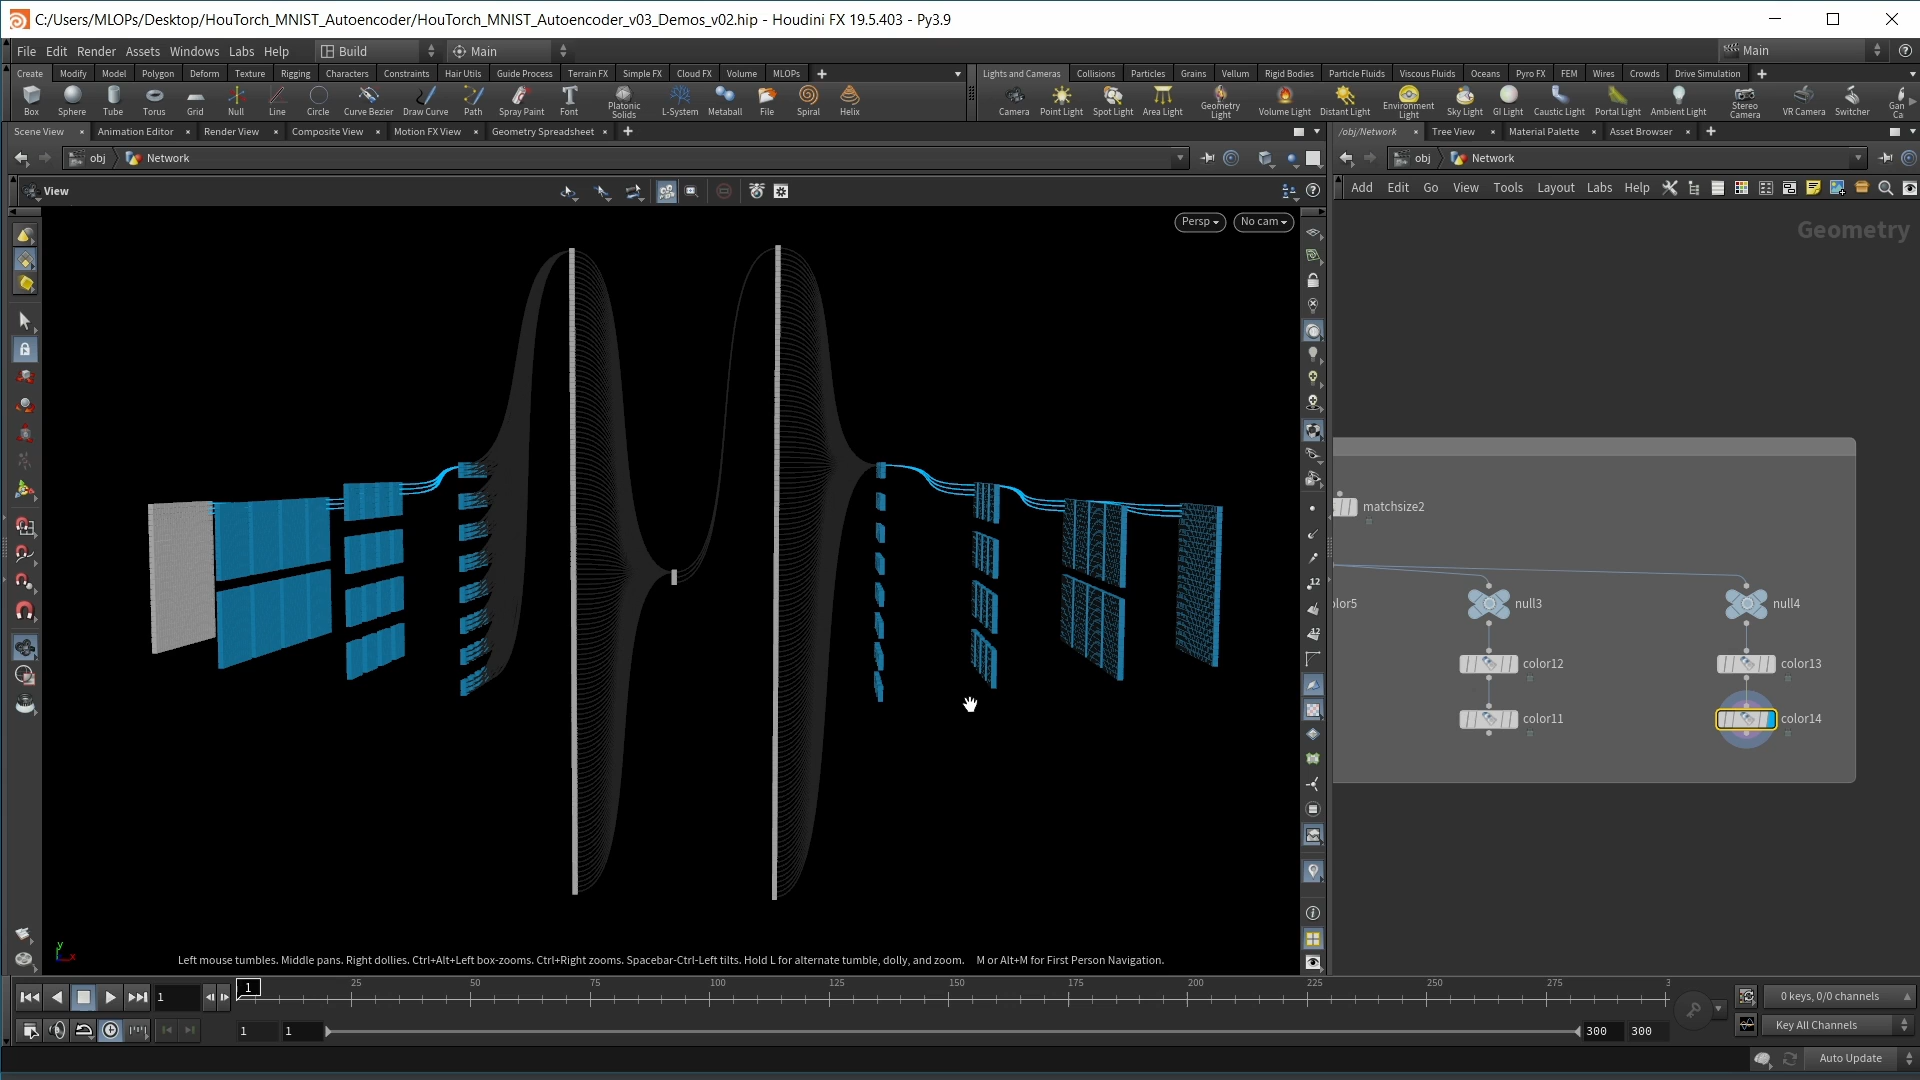 C:/Users/MLOPs/Desktop/HouTorch_MNIST_Autoencoder/HouTorch_MNIST_Autoencoder_v03_Demos_v02.hip - Houdini FX 19.5.403 - Py3.9
File Edit Render Assets Windows Labs Help Build Main Main
Create Modify Model Polygon Deform Texture Rigging Characters Constraints Hair Utils Guide Process Terrain FX Simple FX Cloud FX Volume MLOPs
Lights and Cameras Collisions Particles Grains Vellum Rigid Bodies Particle Fluids Viscous Fluids Oceans Pyro FX FEM Wires Crowds Drive Simulation
Box Sphere Tube Torus Grid Null Line Circle Curve Bezier Draw Curve Path Spray Paint Font Platonic Solids L-System Metaball File Spiral Helix
Camera Point Light Spot Light Area Light Geometry Light Volume Light Distant Light Environment Light Sky Light GI Light Caustic Light Portal Light Ambient Light Stereo Camera VR Camera Switcher
Scene View Animation Editor Render View Composite View Motion FX View Geometry Spreadsheet
/obj/Network Tree View Material Palette Asset Browser
obj Network
obj Network
View
Add Edit Go View Tools Layout Labs Help
Persp No cam
Geometry
matchsize2
lor5
null3
null4
color12
color13
color11
color14
12
12
y
x
Left mouse tumbles. Middle pans. Right dollies. Ctrl+Alt+Left box-zooms. Ctrl+Right zooms. Spacebar-Ctrl-Left tilts. Hold L for alternate tumble, dolly, and zoom. M or Alt+M for First Person Navigation.
1 1 25 50 75 100 125 150 175 200 225 250 275 3
0 keys, 0/0 channels
1 1 300 300
Key All Channels
Auto Update